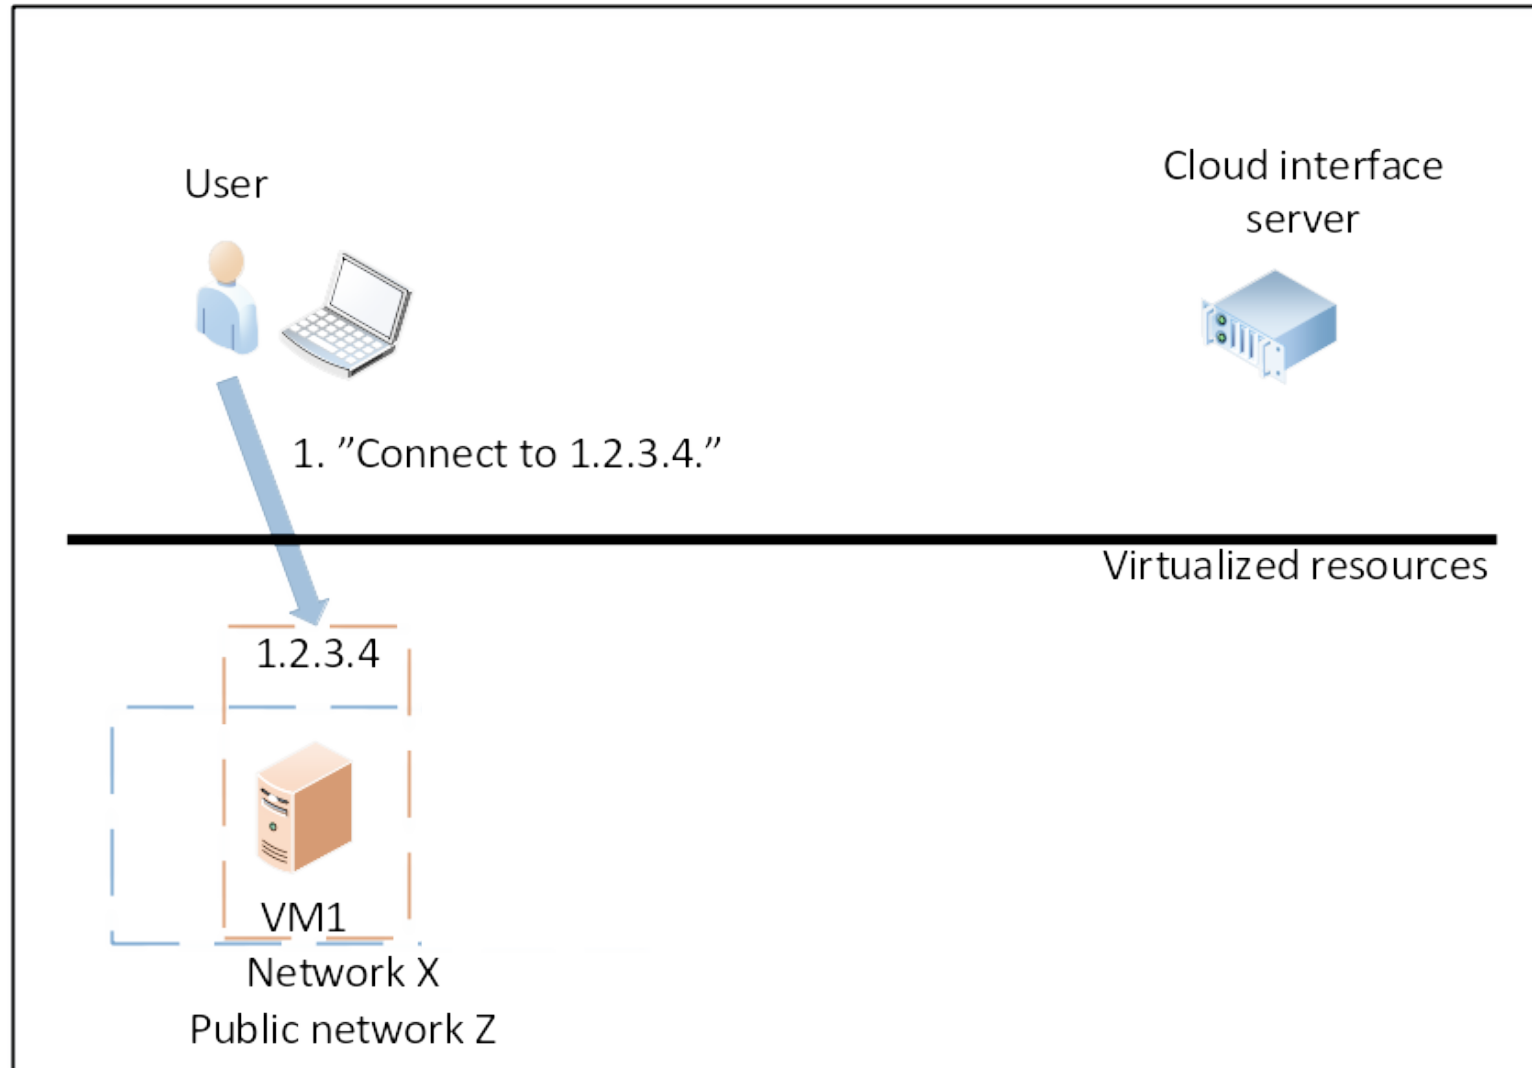 User
Cloud interface
server
1. ”Connect to 1.2.3.4.”
Virtualized resources
1.2.3.4
VM1
Network X
Public network Z